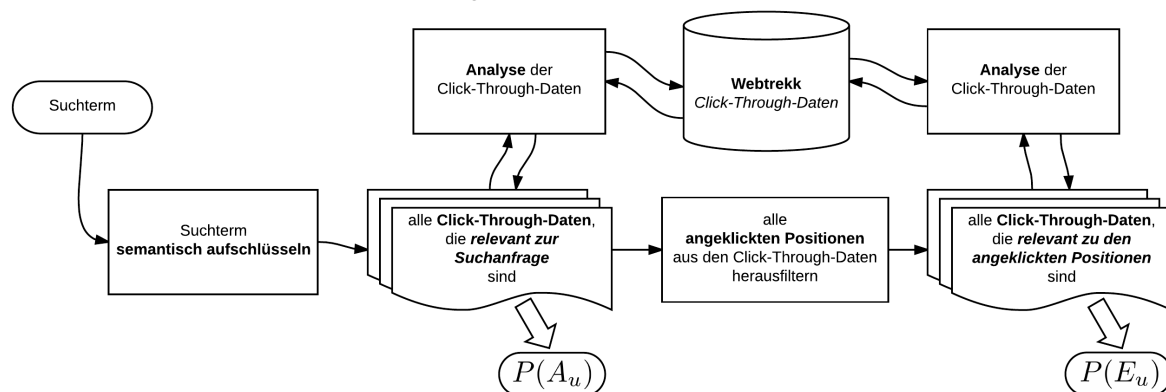 Suchterm
Suchterm
semantisch aufschlüsseln
Analyse der
Click-Through-Daten
Webtrekk
Click-Through-Daten
Analyse der
Click-Through-Daten
alle Click-Through-Daten,
die relevant zur
Suchanfrage
sind
alle
angeklickten Positionen
aus den Click-Through-Daten
herausfiltern
alle Click-Through-Daten,
die relevant zu den
angeklickten Positionen
sind
P(A_u)
P(E_u)